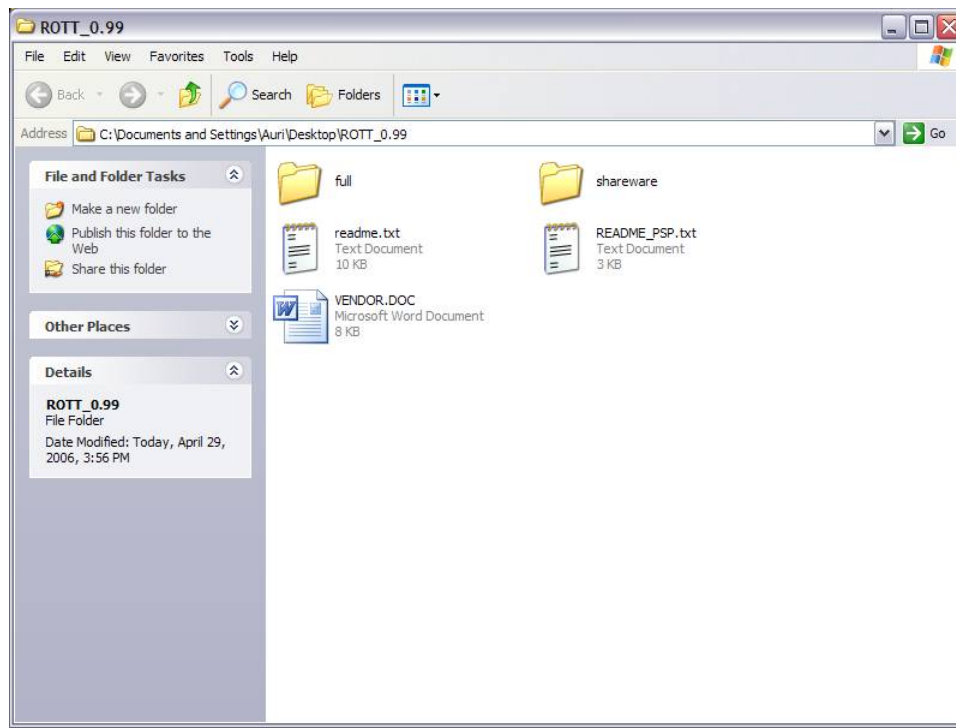 ROTT_0.99
File Edit View Favorites Tools Help
Back Search Folders
Address C:\Documents and Settings\Auri\Desktop\ROTT_0.99 Go
File and Folder Tasks
Make a new folder
Publish this folder to the
Web
Share this folder
Other Places
Details
ROTT_0.99
File Folder
Date Modified: Today, April 29,
2006, 3:56 PM
full
shareware
readme.txt
Text Document
10 KB
README_PSP.txt
Text Document
3 KB
VENDOR.DOC
Microsoft Word Document
8 KB